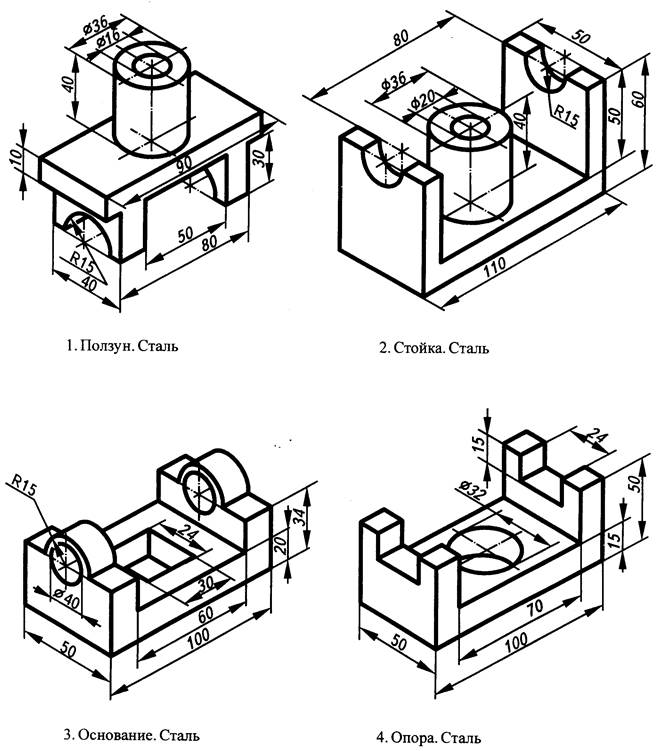 ø36
ø16
40
10
90
30
50
80
R15
40
1. Ползун. Сталь
80
50
ø36
ø20
40
R15
50
60
110
2. Стойка. Сталь
R15
ø40
24
30
34
20
60
100
50
3. Основание. Сталь
15
24
ø32
50
15
70
100
50
4. Опора. Сталь